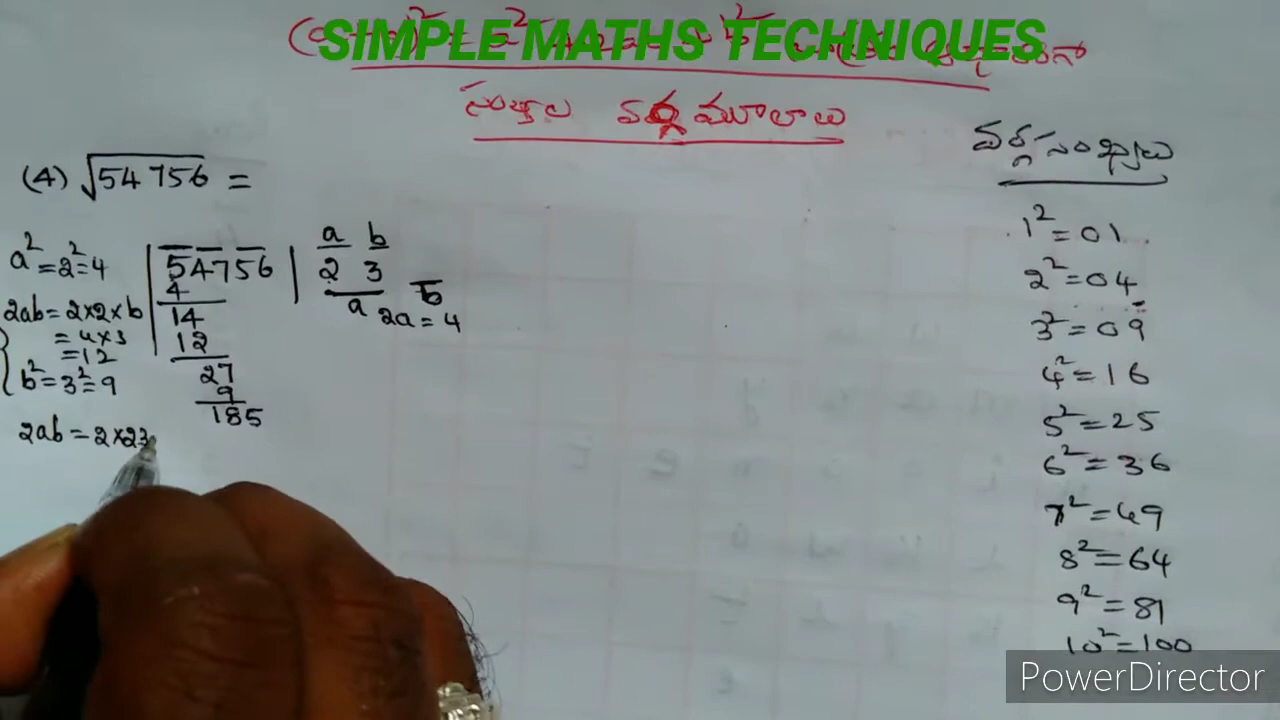 SIMPLE MATHS TECHNIQUES
సంఖ్యల వర్గమూలాలు
వర్గసంఖ్యలు
(4) √54756 =
a b
a² = 2² = 4
54756
2 3
4
a b
2ab = 2×2×b
14
2a = 4
= 4×3
12
= 12
27
b² = 3² = 9
9
185
2ab = 2×23
1² = 01
2² = 04
3² = 09
4² = 16
5² = 25
6² = 36
7² = 49
8² = 64
9² = 81
10² = 100
PowerDirector